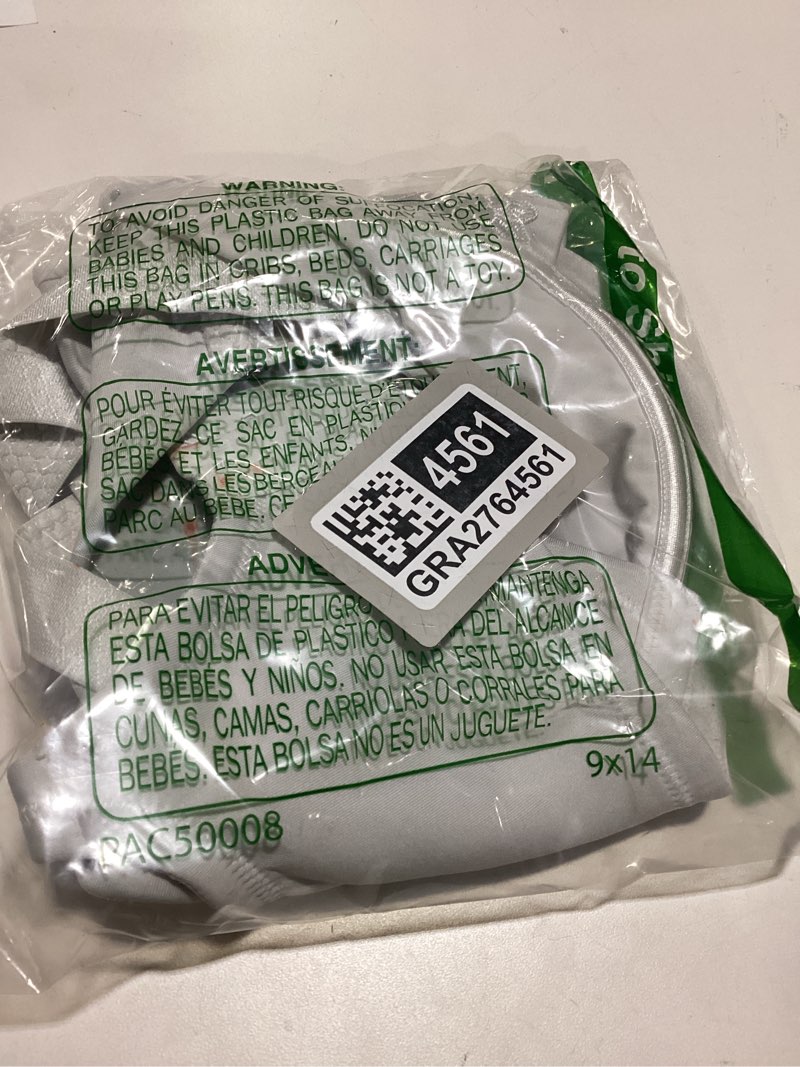 WARNING:
TO AVOID DANGER OF SUFFOCATION,
KEEP THIS PLASTIC BAG AWAY FROM
BABIES AND CHILDREN. DO NOT USE
THIS BAG IN CRIBS, BEDS, CARRIAGES
OR PLAY PENS. THIS BAG IS NOT A TOY.
AVERTISSEMENT:
POUR ÉVITER TOUT RISQUE D'ÉTOUFFEMENT,
GARDEZ CE SAC EN PLASTI
BÉBÉS ET LES ENFANTS. N
SAC DANS LES BERCEA
PARC AU BÉBÉ. CE
4561
GRA2764561
ADVE
PARA EVITAR EL PELIGRO MANTENGA
ESTA BOLSA DE PLASTICO DEL ALCANCE
DE BEBÉS Y NIÑOS. NO USAR ESTA BOLSA EN
CUNAS, CAMAS, CARRIOLAS O CORRALES PARA
BEBÉS. ESTA BOLSA NO ES UN JUGUETE.
9x14
PAC50008